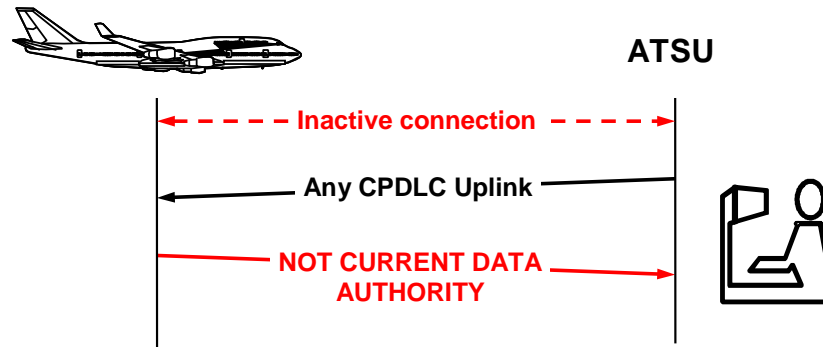 ATSU
Inactive connection
Any CPDLC Uplink
NOT CURRENT DATA
AUTHORITY